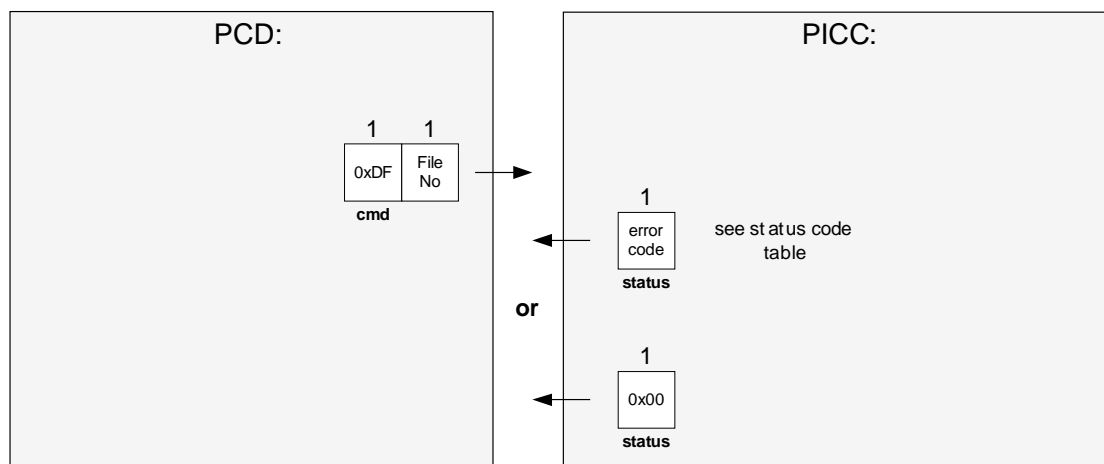 PCD:
PICC:
1 1
0xDF
File
No
cmd
1
error
code
status
see status code
table
or
1
0x00
status